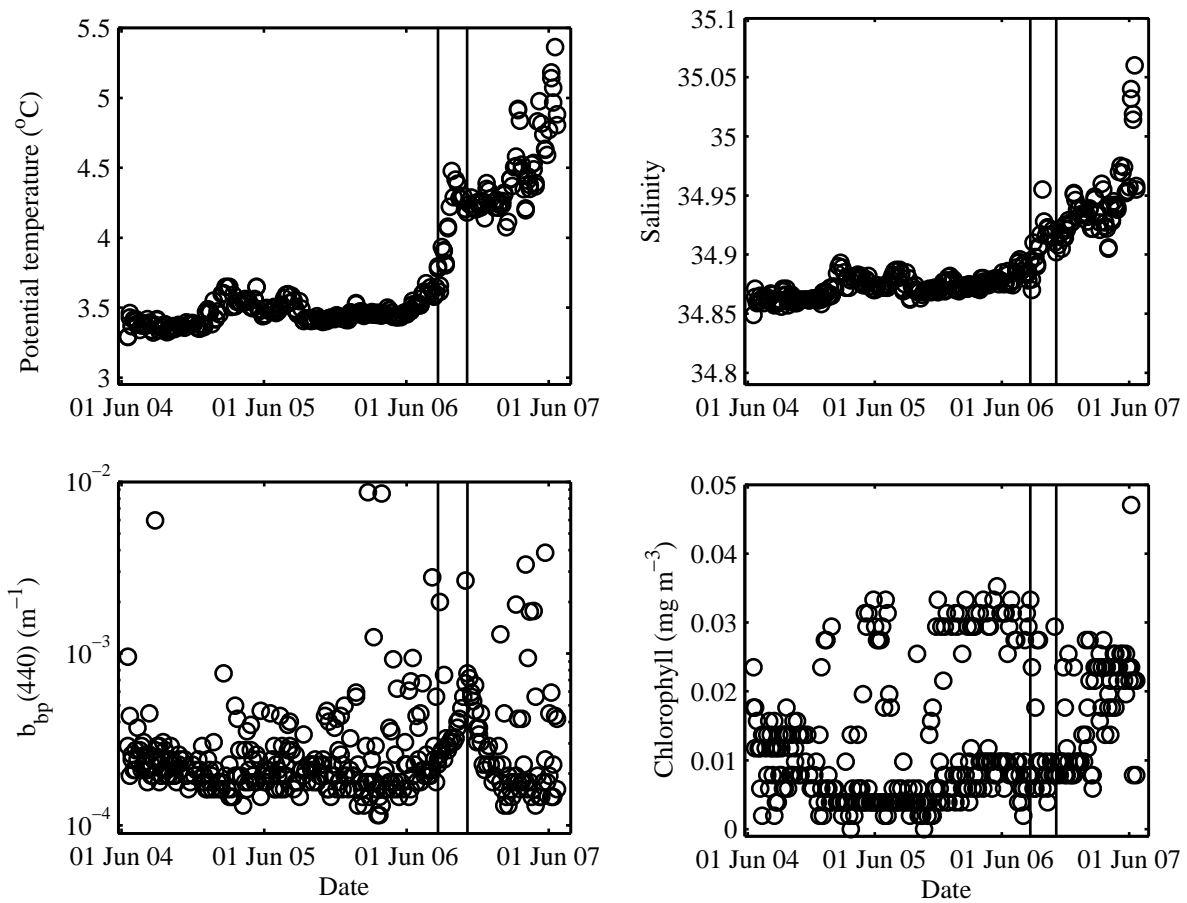 5.5
5
4.5
4
3.5
3
Potential temperature (°C)
01 Jun 04 01 Jun 05 01 Jun 06 01 Jun 07
35.1
35.05
35
34.95
34.9
34.85
34.8
Salinity
01 Jun 04 01 Jun 05 01 Jun 06 01 Jun 07
10⁻²
10⁻³
10⁻⁴
b_bp(440) (m⁻¹)
01 Jun 04 01 Jun 05 01 Jun 06 01 Jun 07
Date
0.05
0.04
0.03
0.02
0.01
0
Chlorophyll (mg m⁻³)
01 Jun 04 01 Jun 05 01 Jun 06 01 Jun 07
Date